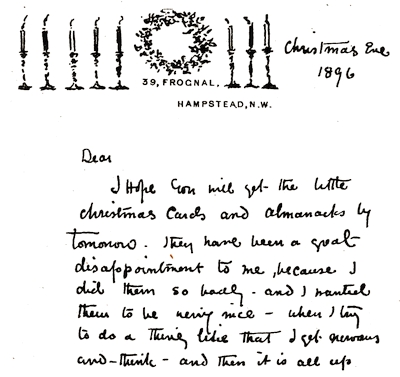 Christmas Eve
1896
39, FROGNAL.
HAMPSTEAD, N.W.
Dear
I Hope you will get the little
christmas Cards and almanacks by
tomorow. They have been a great
disappointment to me, because I
did them so badly - and I wanted
them to be very nice - when I try
to do a thing like that I get nervous
and - think - and then it is all up